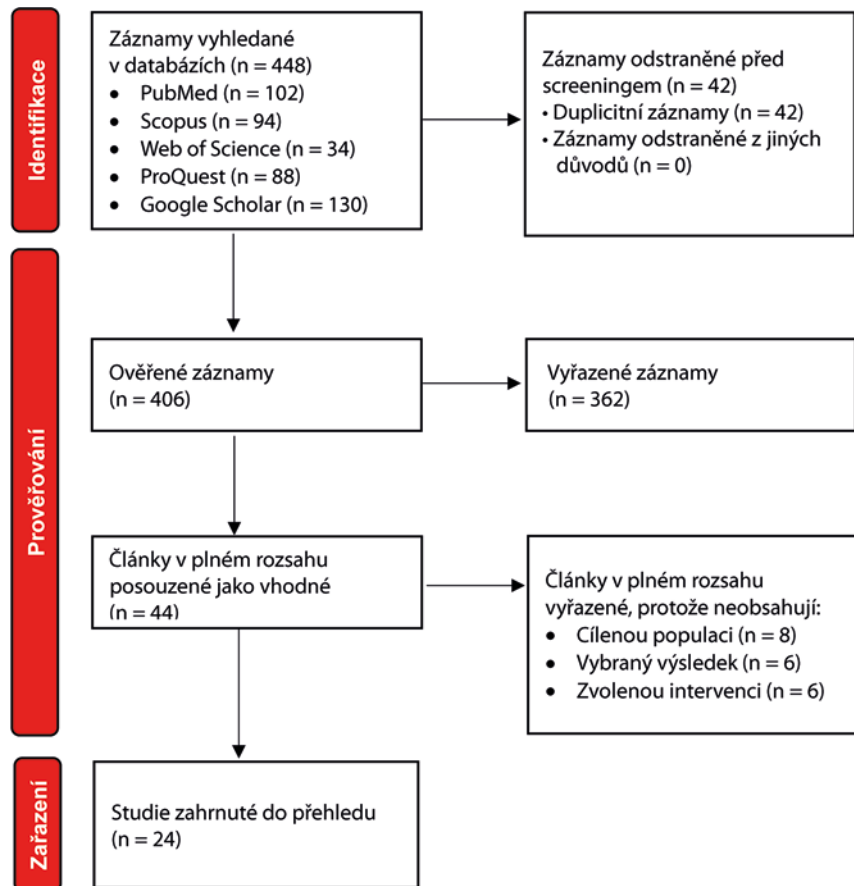 Identifikace
Záznamy vyhledané
v databázích (n = 448)
• PubMed (n = 102)
• Scopus (n = 94)
• Web of Science (n = 34)
• ProQuest (n = 88)
• Google Scholar (n = 130)
Záznamy odstraněné před
screeningem (n = 42)
• Duplicitní záznamy (n = 42)
• Záznamy odstraněné z jiných
důvodů (n = 0)
Prověřování
Ověřené záznamy
(n = 406)
Vyřazené záznamy
(n = 362)
Články v plném rozsahu
posouzené jako vhodné
(n = 44)
Články v plném rozsahu
vyřazené, protože neobsahují:
• Cílenou populaci (n = 8)
• Vybraný výsledek (n = 6)
• Zvolenou intervenci (n = 6)
Zařazení
Studie zahrnuté do přehledu
(n = 24)